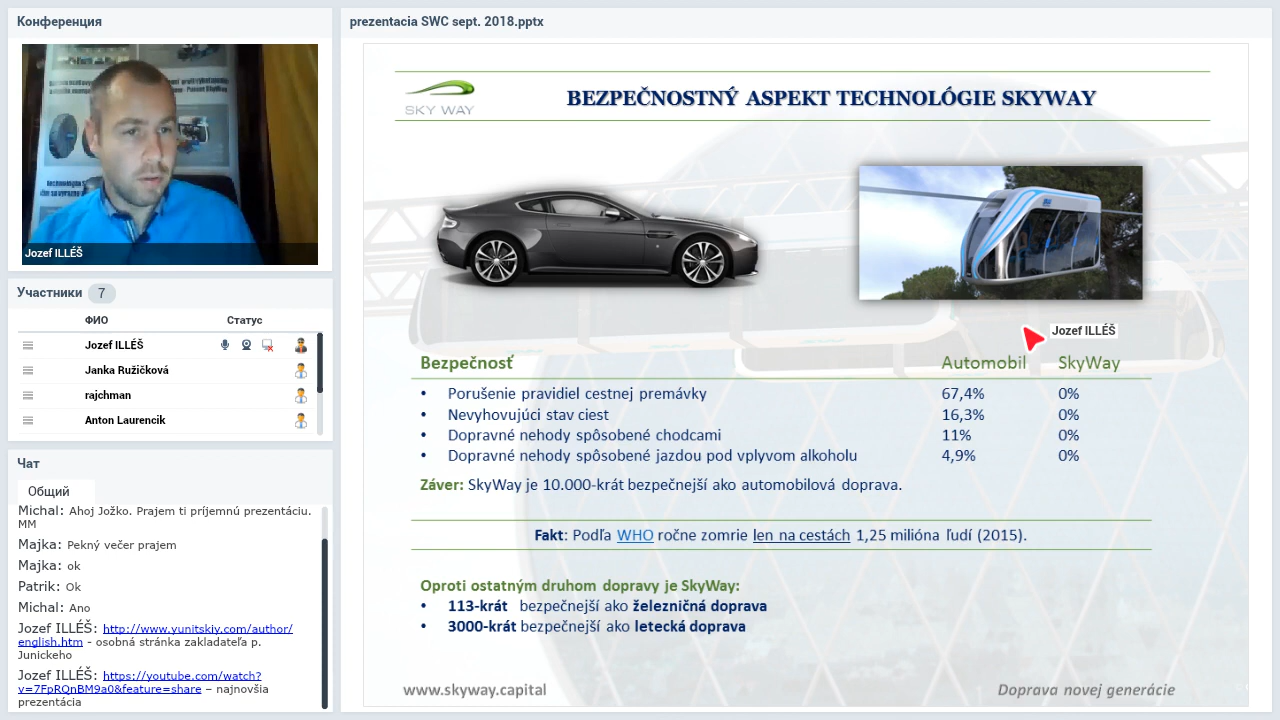 Конференция
Jozef ILLÉŠ
Участники 7
ФИО Статус
Jozef ILLÉŠ
Janka Ružičková
rajchman
Anton Laurencik
Чат
Общий
Michal: Ahoj Jožko. Prajem ti príjemnú prezentáciu.
MM
Majka: Pekný večer prajem
Majka: ok
Patrik: Ok
Michal: Ano
Jozef ILLÉŠ: http://www.yunitskiy.com/author/
english.htm - osobná stránka zakladateľa p.
Junickeho
Jozef ILLÉŠ: https://youtube.com/watch?
v=7FpRQnBM9a0&feature=share – najnovšia
prezentácia
prezentacia SWC sept. 2018.pptx
SKY WAY
BEZPEČNOSTNÝ ASPEKT TECHNOLÓGIE SKYWAY
Jozef ILLÉŠ
Bezpečnosť Automobil SkyWay
• Porušenie pravidiel cestnej premávky 67,4% 0%
• Nevyhovujúci stav ciest 16,3% 0%
• Dopravné nehody spôsobené chodcami 11% 0%
• Dopravné nehody spôsobené jazdou pod vplyvom alkoholu 4,9% 0%
Záver: SkyWay je 10.000-krát bezpečnejší ako automobilová doprava.
Fakt: Podľa WHO ročne zomrie len na cestách 1,25 milióna ľudí (2015).
Oproti ostatným druhom dopravy je SkyWay:
• 113-krát bezpečnejší ako železničná doprava
• 3000-krát bezpečnejší ako letecká doprava
www.skyway.capital
Doprava novej generácie